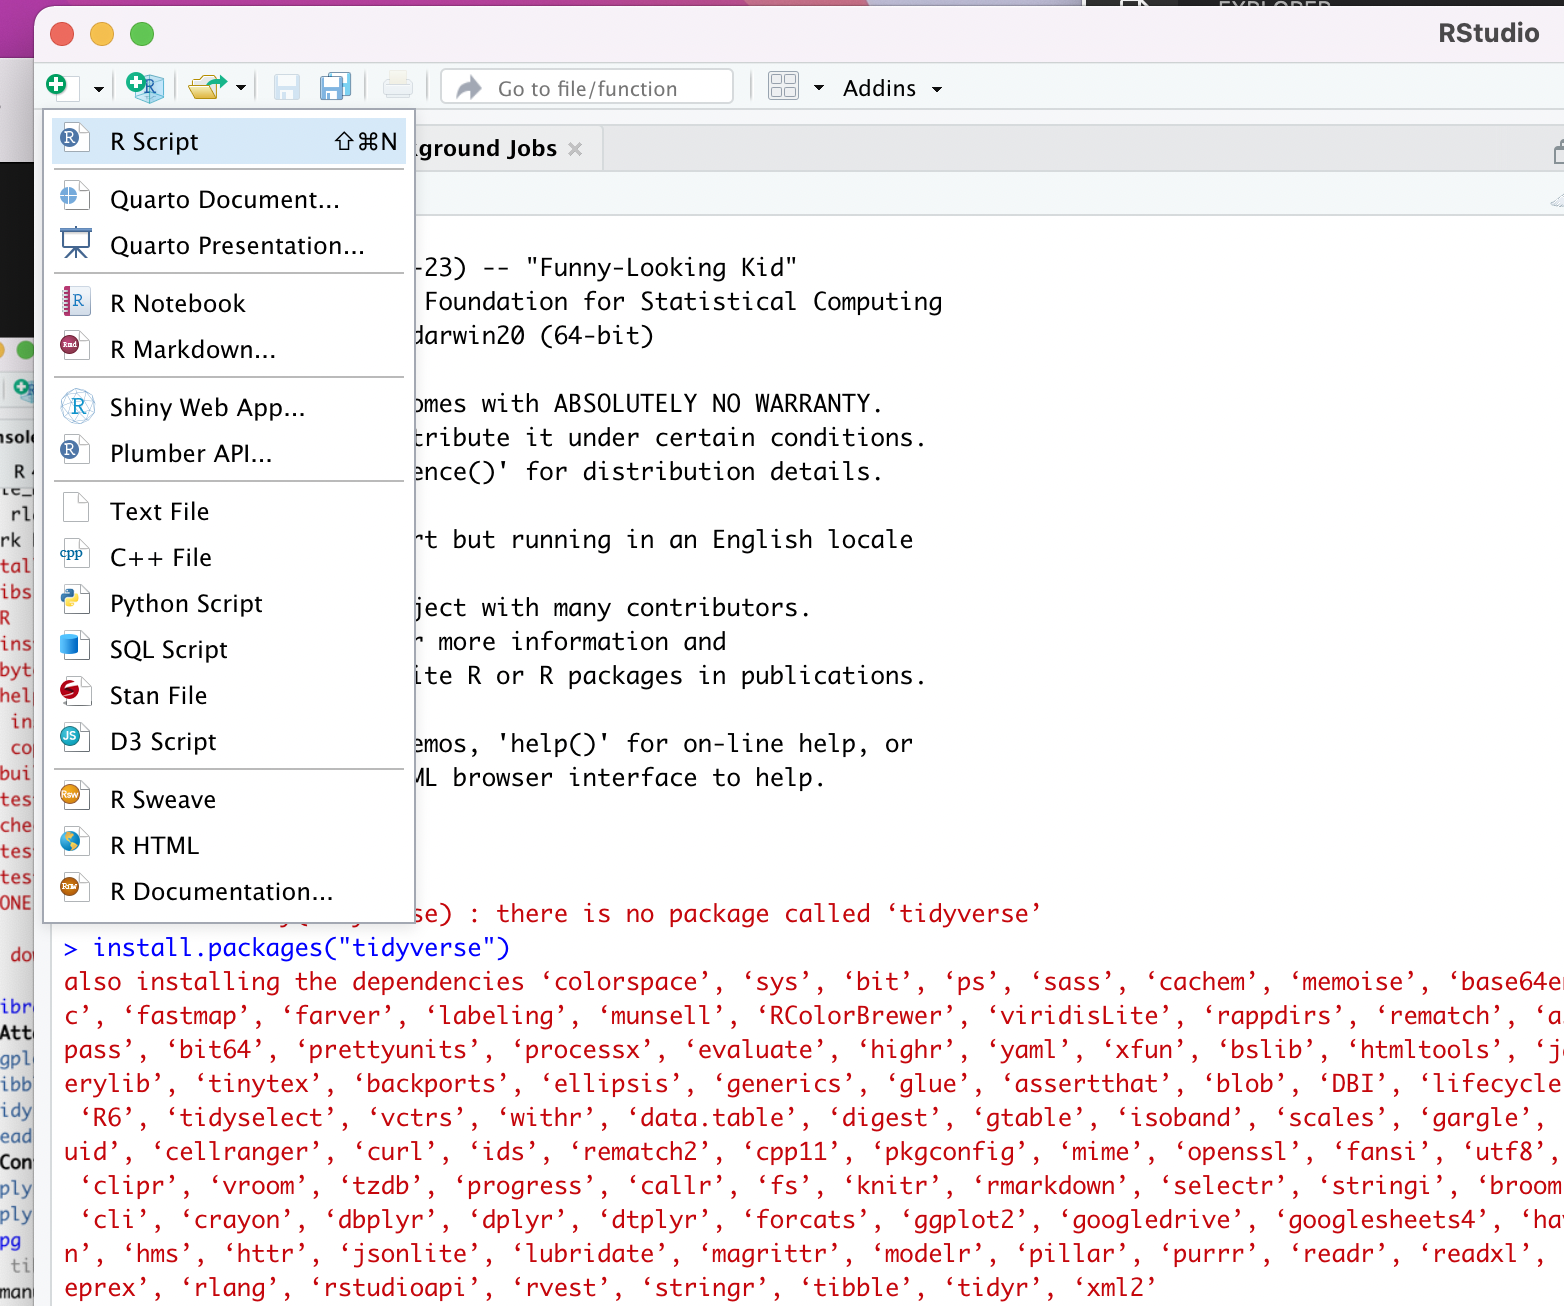 RStudio
Go to file/function
Addins
R Script ⇧⌘N
ground Jobs
Quarto Document...
Quarto Presentation...
R Notebook
R Markdown...
Shiny Web App...
Plumber API...
Text File
C++ File
Python Script
SQL Script
Stan File
D3 Script
R Sweave
R HTML
R Documentation...
-23) -- "Funny-Looking Kid"
Foundation for Statistical Computing
darwin20 (64-bit)
omes with ABSOLUTELY NO WARRANTY.
tribute it under certain conditions.
ence()' for distribution details.
rt but running in an English locale
ject with many contributors.
r more information and
ite R or R packages in publications.
emos, 'help()' for on-line help, or
ML browser interface to help.
se) : there is no package called ‘tidyverse’
> install.packages("tidyverse")
also installing the dependencies ‘colorspace’, ‘sys’, ‘bit’, ‘ps’, ‘sass’, ‘cachem’, ‘memoise’, ‘base64en
c’, ‘fastmap’, ‘farver’, ‘labeling’, ‘munsell’, ‘RColorBrewer’, ‘viridisLite’, ‘rappdirs’, ‘rematch’, ‘a
pass’, ‘bit64’, ‘prettyunits’, ‘processx’, ‘evaluate’, ‘highr’, ‘yaml’, ‘xfun’, ‘bslib’, ‘htmltools’, ‘j
erylib’, ‘tinytex’, ‘backports’, ‘ellipsis’, ‘generics’, ‘glue’, ‘assertthat’, ‘blob’, ‘DBI’, ‘lifecycle
‘R6’, ‘tidyselect’, ‘vctrs’, ‘withr’, ‘data.table’, ‘digest’, ‘gtable’, ‘isoband’, ‘scales’, ‘gargle’,
uid’, ‘cellranger’, ‘curl’, ‘ids’, ‘rematch2’, ‘cpp11’, ‘pkgconfig’, ‘mime’, ‘openssl’, ‘fansi’, ‘utf8’,
‘clipr’, ‘vroom’, ‘tzdb’, ‘progress’, ‘callr’, ‘fs’, ‘knitr’, ‘rmarkdown’, ‘selectr’, ‘stringi’, ‘broom
‘cli’, ‘crayon’, ‘dbplyr’, ‘dplyr’, ‘dtplyr’, ‘forcats’, ‘ggplot2’, ‘googledrive’, ‘googlesheets4’, ‘hav
n’, ‘hms’, ‘httr’, ‘jsonlite’, ‘lubridate’, ‘magrittr’, ‘modelr’, ‘pillar’, ‘purrr’, ‘readr’, ‘readxl’,
eprex’, ‘rlang’, ‘rstudioapi’, ‘rvest’, ‘stringr’, ‘tibble’, ‘tidyr’, ‘xml2’